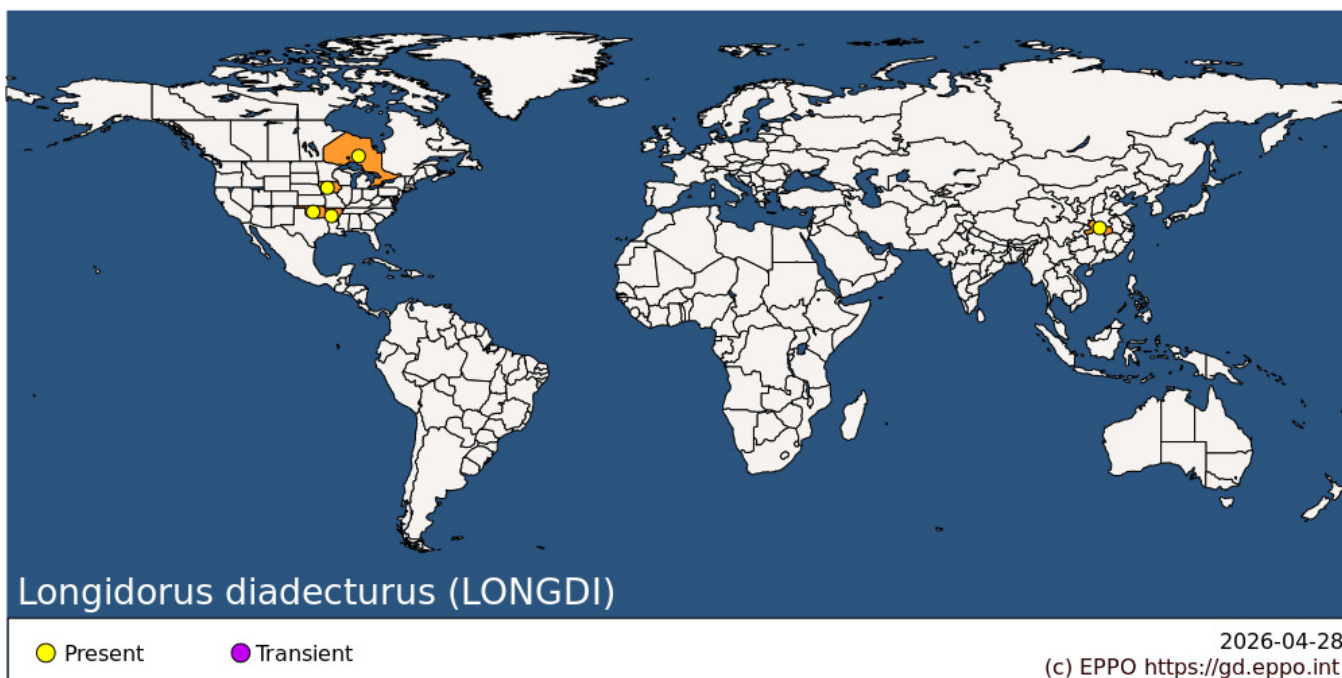 Longidorus diadecturus (LONGDI)
Present
Transient
2026-04-28
(c) EPPO https://gd.eppo.int